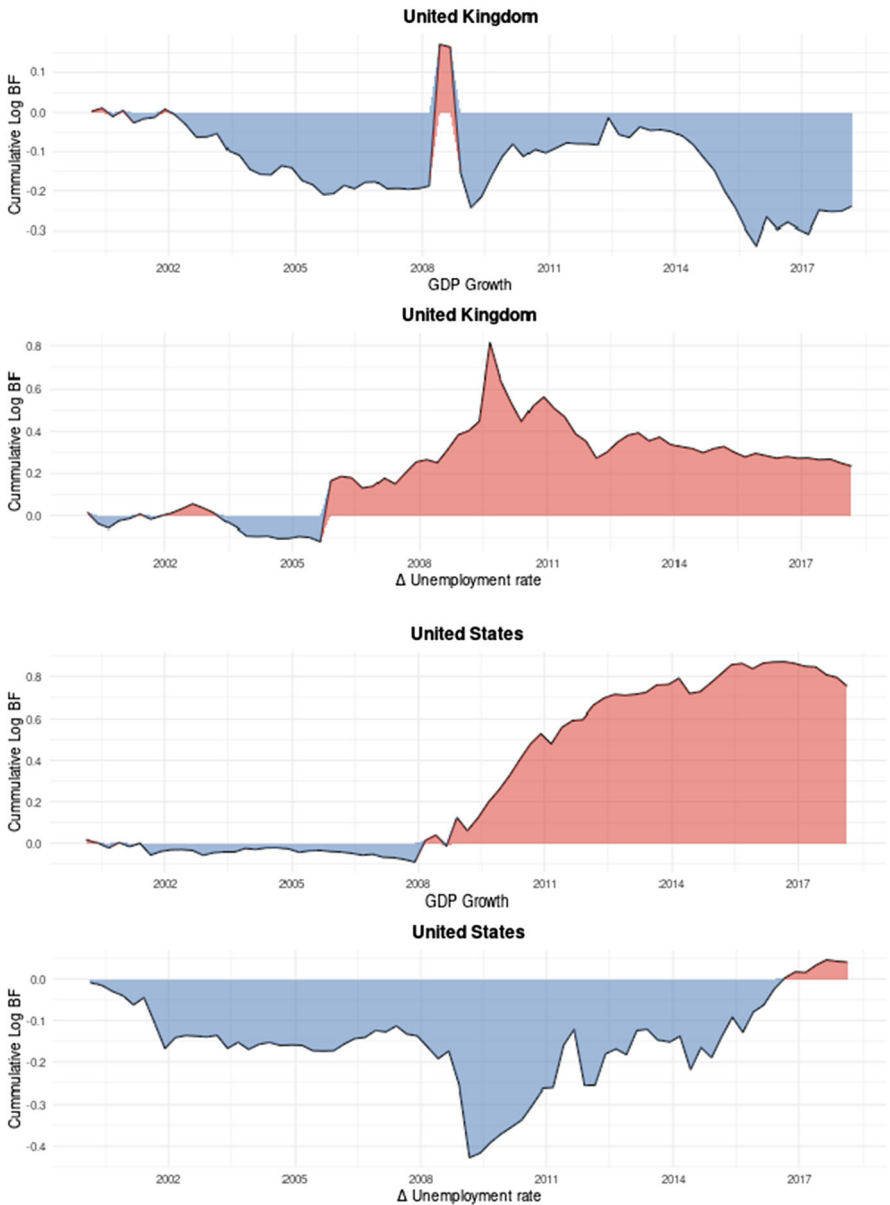 United Kingdom
Cummulative Log BF
0.1
0.0
-0.1
-0.2
-0.3
2002 2005 2008 2011 2014 2017
GDP Growth
United Kingdom
Cummulative Log BF
0.8
0.6
0.4
0.2
0.0
2002 2005 2008 2011 2014 2017
Δ Unemployment rate
United States
Cummulative Log BF
0.8
0.6
0.4
0.2
0.0
2002 2005 2008 2011 2014 2017
GDP Growth
United States
Cummulative Log BF
0.0
-0.1
-0.2
-0.3
-0.4
2002 2005 2008 2011 2014 2017
Δ Unemployment rate